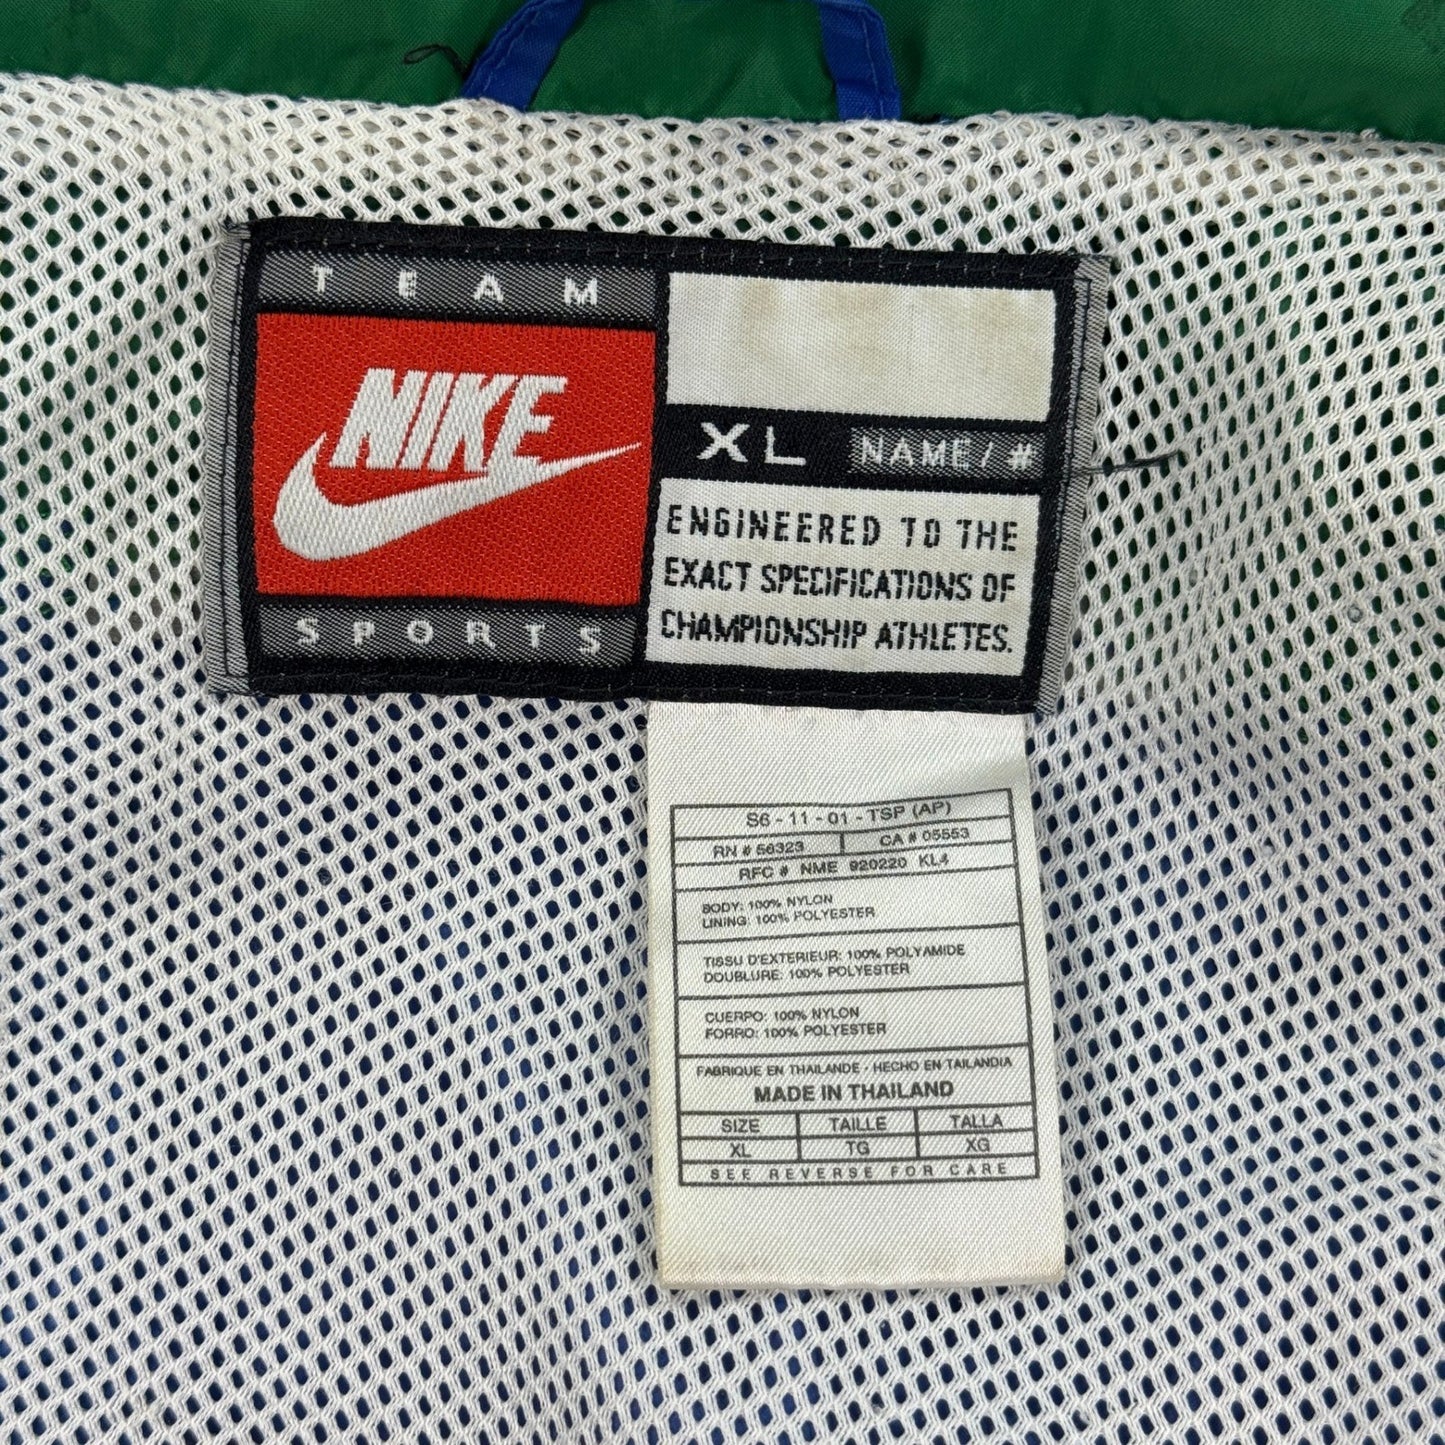 TEAM
NIKE
SPORTS
XL NAME / #
ENGINEERED TO THE
EXACT SPECIFICATIONS OF
CHAMPIONSHIP ATHLETES.
S6 - 11 - 01 - TSP (AP)
RN # 56323 CA # 05553
RFC # NME 920220 KL4
BODY: 100% NYLON
LINING: 100% POLYESTER
TISSU D'EXTERIEUR: 100% POLYAMIDE
DOUBLURE: 100% POLYESTER
CUERPO: 100% NYLON
FORRO: 100% POLYESTER
FABRIQUE EN THAILANDE - HECHO EN TAILANDIA
MADE IN THAILAND
SIZE TAILLE TALLA
XL TG XG
SEE REVERSE FOR CARE